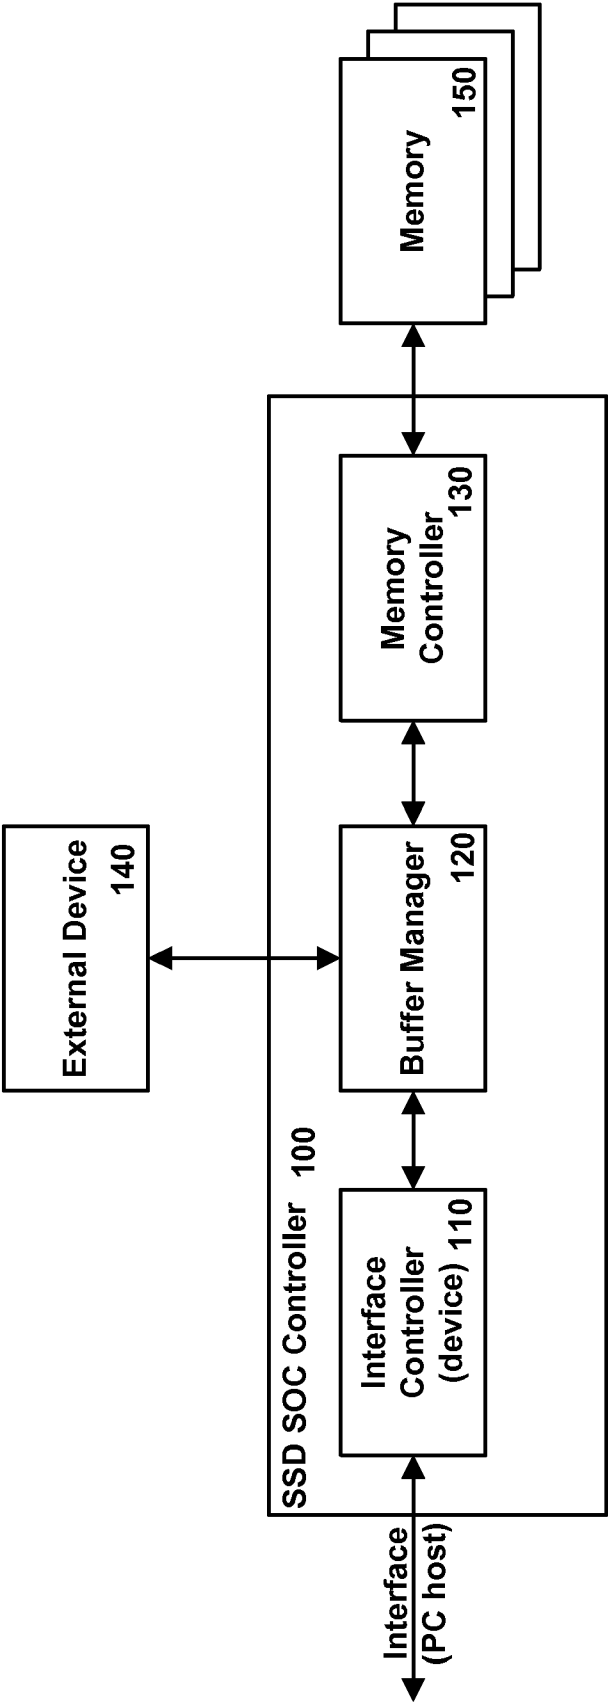 External Device
140
SSD SOC Controller 100
Interface
(PC host)
Interface
Controller
(device) 110
Buffer Manager
120
Memory
Controller
130
Memory
150